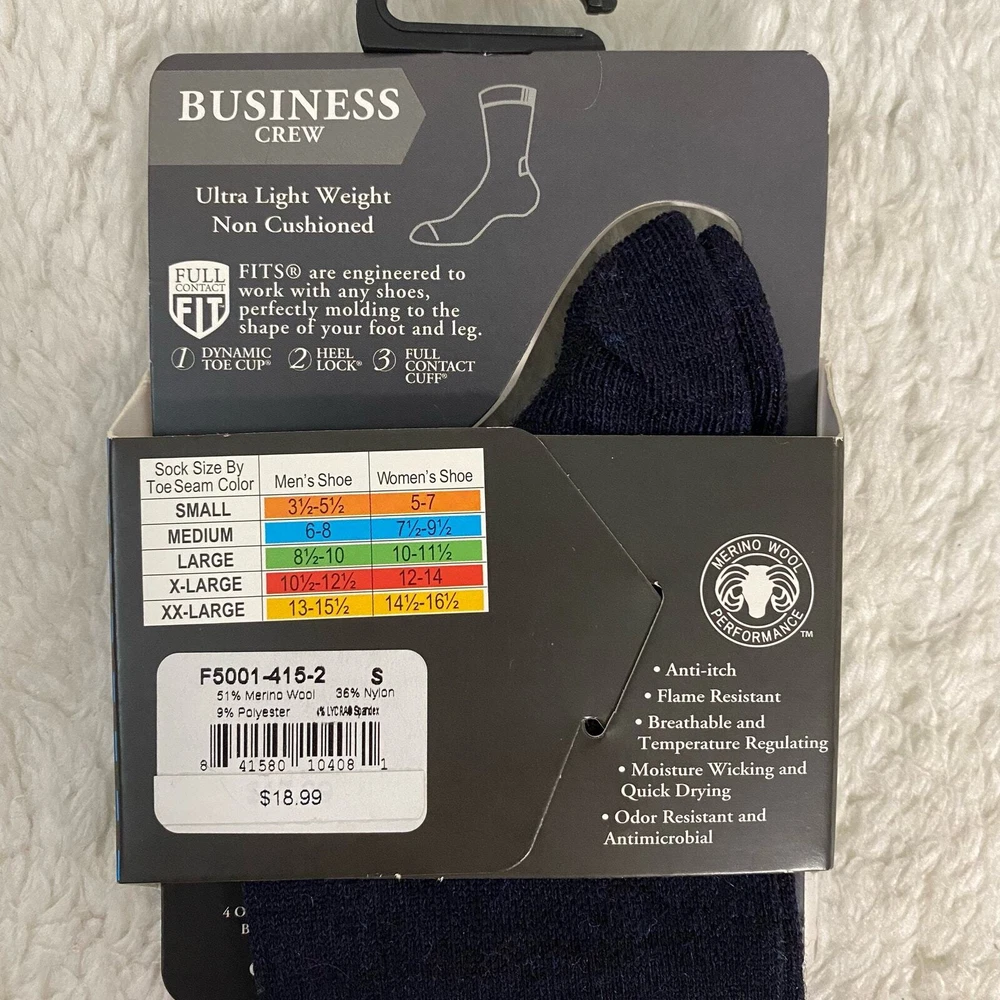 BUSINESS
CREW
Ultra Light Weight
Non Cushioned
FULL
CONTACT
FIT
FITS® are engineered to
work with any shoes,
perfectly molding to the
shape of your foot and leg.
1 DYNAMIC
TOE CUP®
2 HEEL
LOCK®
3 FULL
CONTACT
CUFF®
Sock Size By
Toe Seam Color Men's Shoe Women's Shoe
SMALL 3½-5½ 5-7
MEDIUM 6-8 7½-9½
LARGE 8½-10 10-11½
X-LARGE 10½-12½ 12-14
XX-LARGE 13-15½ 14½-16½
MERINO WOOL
PERFORMANCE
TM
• Anti-itch
• Flame Resistant
• Breathable and
Temperature Regulating
• Moisture Wicking and
Quick Drying
• Odor Resistant and
Antimicrobial
F5001-415-2 S
51% Merino Wool 36% Nylon
9% Polyester 4% LYCRA® Spandex
8 41580 10408 1
$18.99
4 O
B